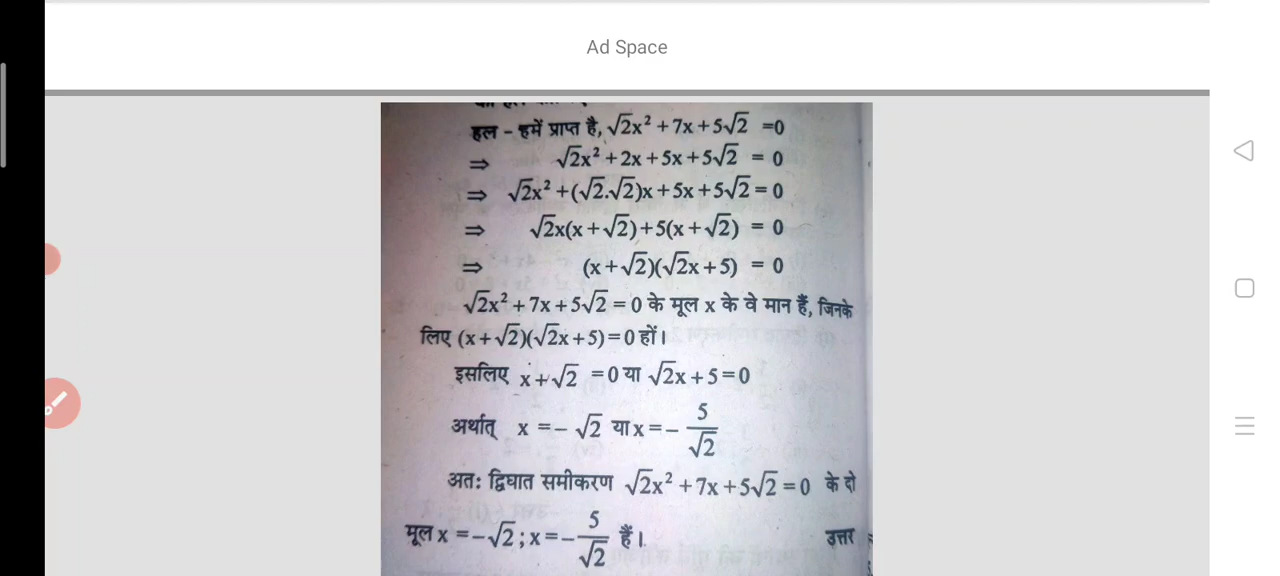 Ad Space
हल - हमें प्राप्त है, √2x² + 7x + 5√2 = 0
⇒ √2x² + 2x + 5x + 5√2 = 0
⇒ √2x² + (√2.√2)x + 5x + 5√2 = 0
⇒ √2x(x + √2) + 5(x + √2) = 0
⇒ (x + √2)(√2x + 5) = 0
√2x² + 7x + 5√2 = 0 के मूल x के वे मान हैं, जिनके
लिए (x + √2)(√2x + 5) = 0 हों।
इसलिए x + √2 = 0 या √2x + 5 = 0
अर्थात् x = - √2 या x = - 5/√2
अतः द्विघात समीकरण √2x² + 7x + 5√2 = 0 के दो
मूल x = -√2 ; x = - 5/√2 हैं। उत्तर